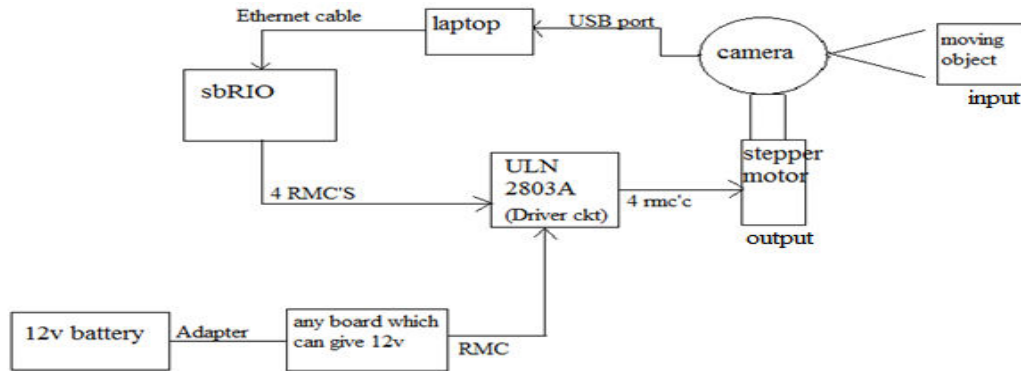 Ethernet cable
laptop
USB port
camera
moving
object
input
sbRIO
stepper
motor
output
4 RMC'S
ULN
2803A
(Driver ckt)
4 rmc'c
12v battery
Adapter
any board which
can give 12v
RMC